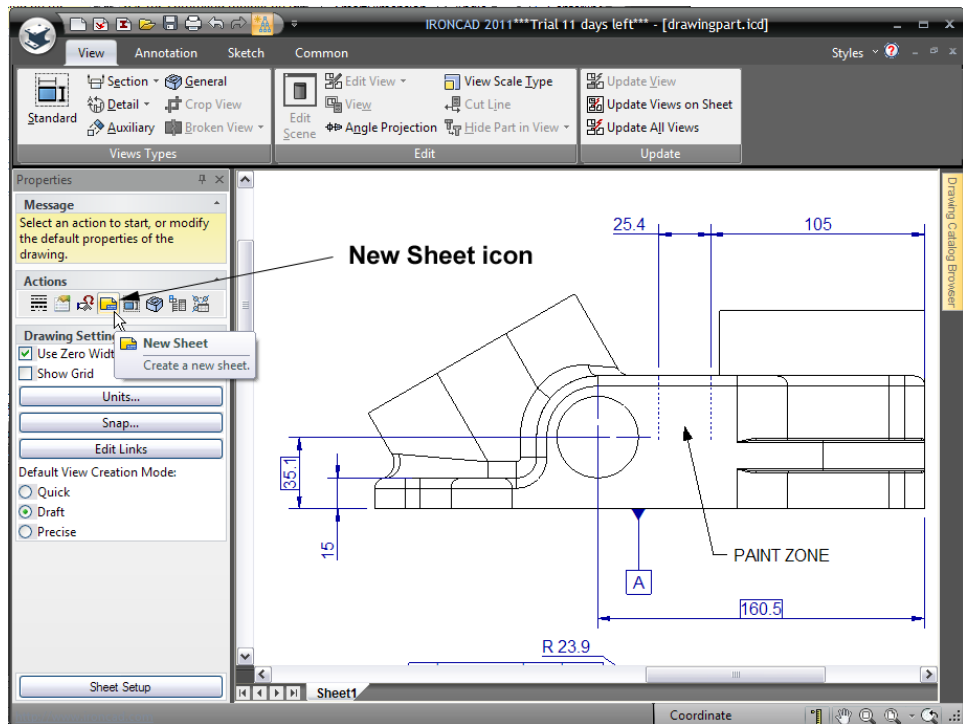 IRONCAD 2011***Trial 11 days left*** - [drawingpart.icd]
View Annotation Sketch Common Styles
Standard
Section General
Detail Crop View
Auxiliary Broken View
Views Types
Edit Scene
Edit View View Scale Type
View Cut Line
Angle Projection Hide Part in View
Edit
Update View
Update Views on Sheet
Update All Views
Update
Properties
Message
Select an action to start, or modify
the default properties of the
drawing.
Actions
New Sheet icon
New Sheet
Create a new sheet.
Drawing Setting
Use Zero Widt
Show Grid
Units...
Snap...
Edit Links
Default View Creation Mode:
Quick
Draft
Precise
Sheet Setup
25.4
105
35.1
15
PAINT ZONE
A
160.5
R 23.9
Sheet1
Drawing Catalog Browser
Coordinate